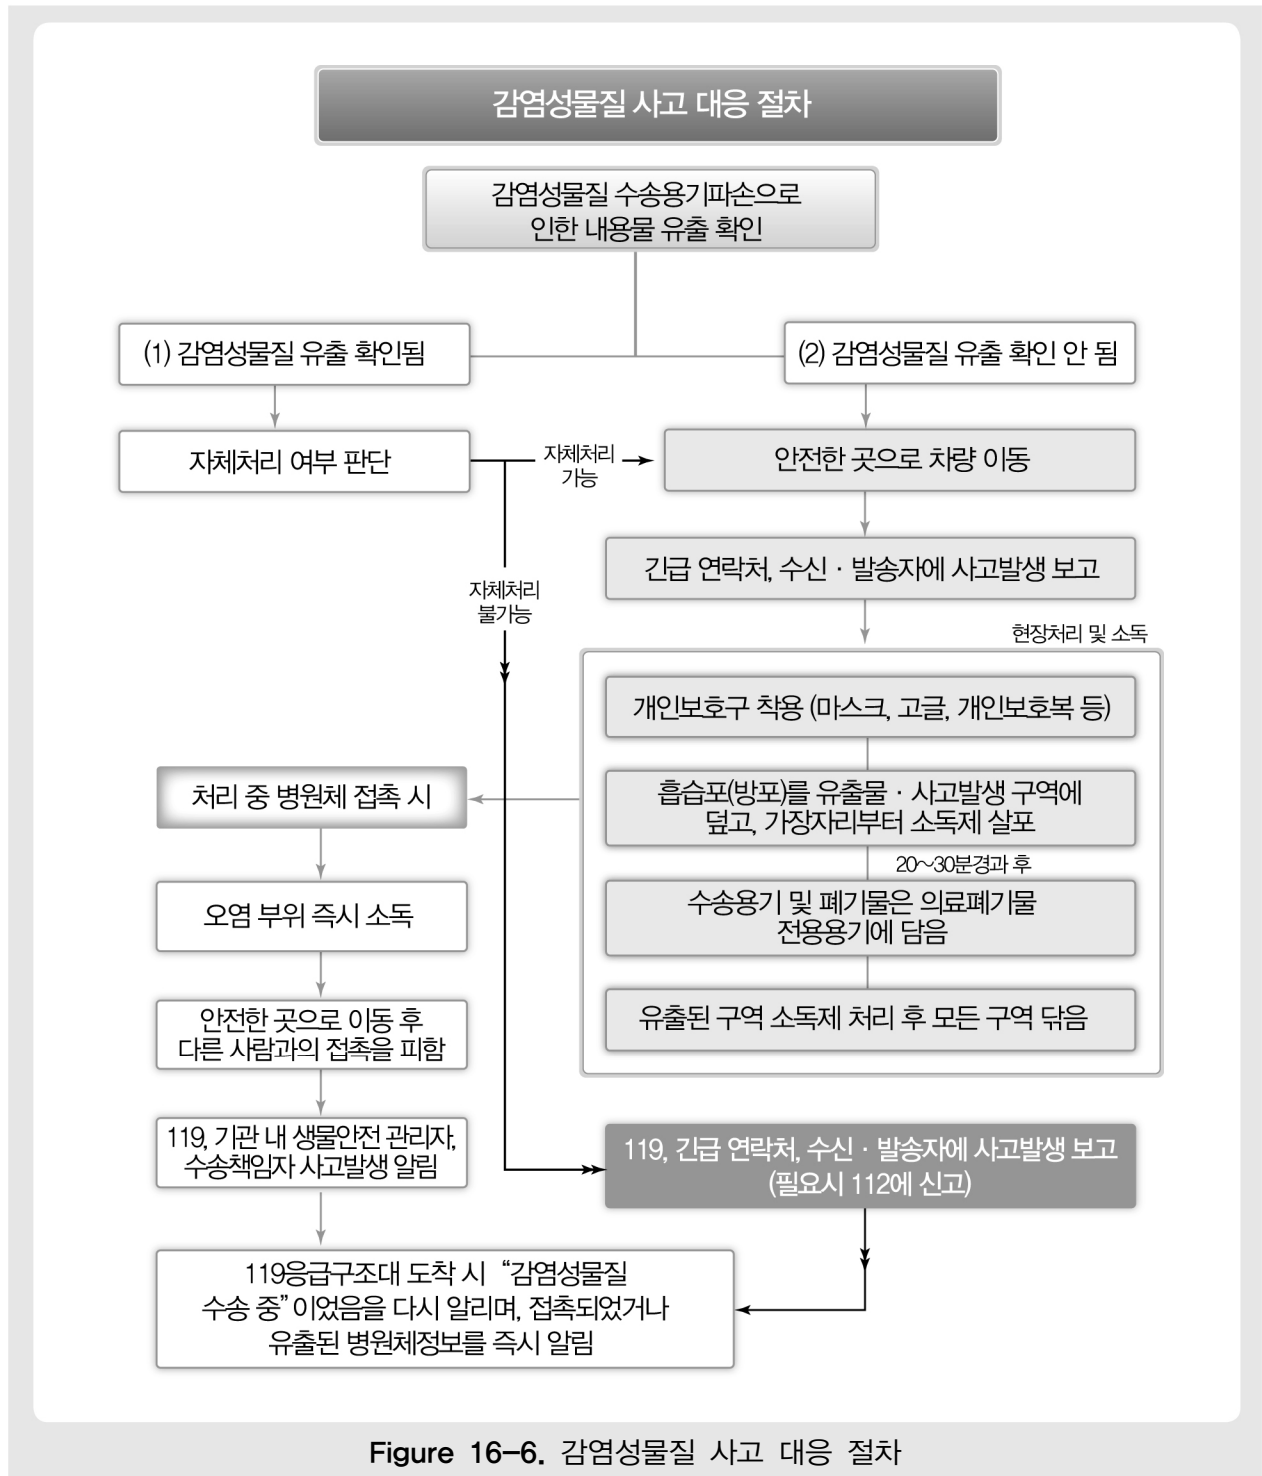 감염성물질 사고 대응 절차
감염성물질 수송용기파손으로
인한 내용물 유출 확인
(1) 감염성물질 유출 확인됨
(2) 감염성물질 유출 확인 안 됨
자체처리 여부 판단
자체처리
가능
안전한 곳으로 차량 이동
긴급 연락처, 수신 · 발송자에 사고발생 보고
자체처리
불가능
현장처리 및 소독
개인보호구 착용 (마스크, 고글, 개인보호복 등)
흡습포(방포)를 유출물 · 사고발생 구역에
덮고, 가장자리부터 소독제 살포
20～30분경과 후
수송용기 및 폐기물은 의료폐기물
전용용기에 담음
유출된 구역 소독제 처리 후 모든 구역 닦음
처리 중 병원체 접촉 시
오염 부위 즉시 소독
안전한 곳으로 이동 후
다른 사람과의 접촉을 피함
119, 기관 내 생물안전 관리자,
수송책임자 사고발생 알림
119, 긴급 연락처, 수신 · 발송자에 사고발생 보고
(필요시 112에 신고)
119응급구조대 도착 시 “감염성물질
수송 중”이었음을 다시 알리며, 접촉되었거나
유출된 병원체정보를 즉시 알림
Figure 16–6. 감염성물질 사고 대응 절차